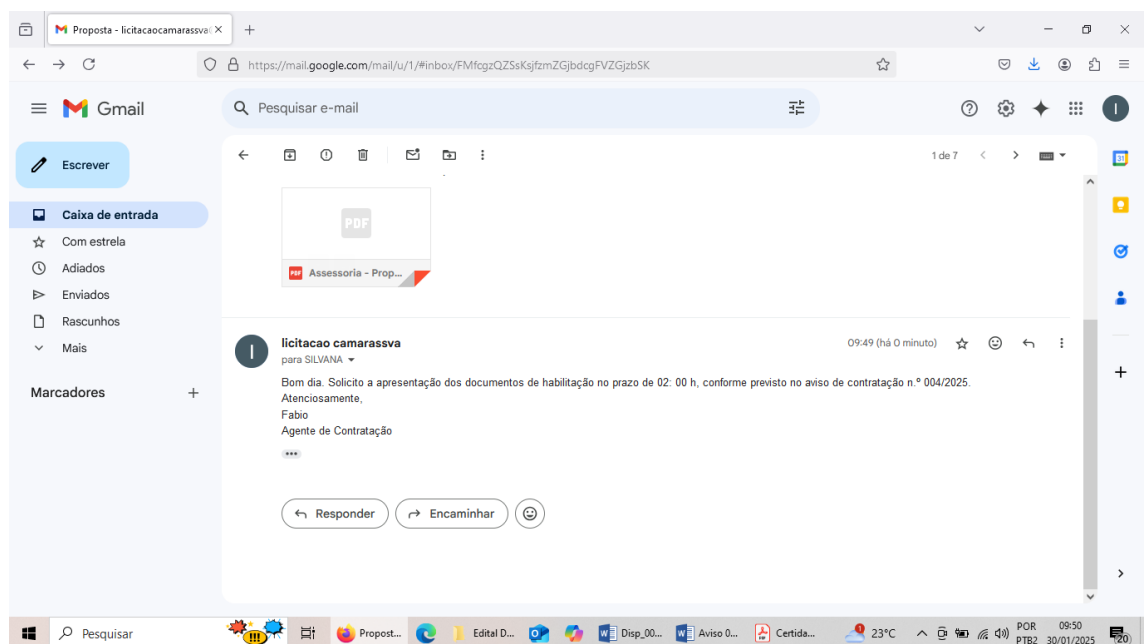 Proposta - licitacaocamarassva(
https://mail.google.com/mail/u/1/#inbox/FMfcgzQZSsKsjfzmZGjbdcgFVZGjzbSK
Gmail
Pesquisar e-mail
I
Escrever
1 de 7
31
Caixa de entrada
Com estrela
Adiados
Enviados
Rascunhos
Mais
Marcadores
PDF
PDF Assessoria - Prop...
I
licitacao camarassva
09:49 (há 0 minuto)
para SILVANA
Bom dia. Solicito a apresentação dos documentos de habilitação no prazo de 02: 00 h, conforme previsto no aviso de contratação n.º 004/2025.
Atenciosamente,
Fabio
Agente de Contratação
Responder
Encaminhar
Pesquisar
Propost...
Edital D...
Disp_00...
Aviso 0...
Certida...
23°C
POR
PTB2
09:50
30/01/2025
20